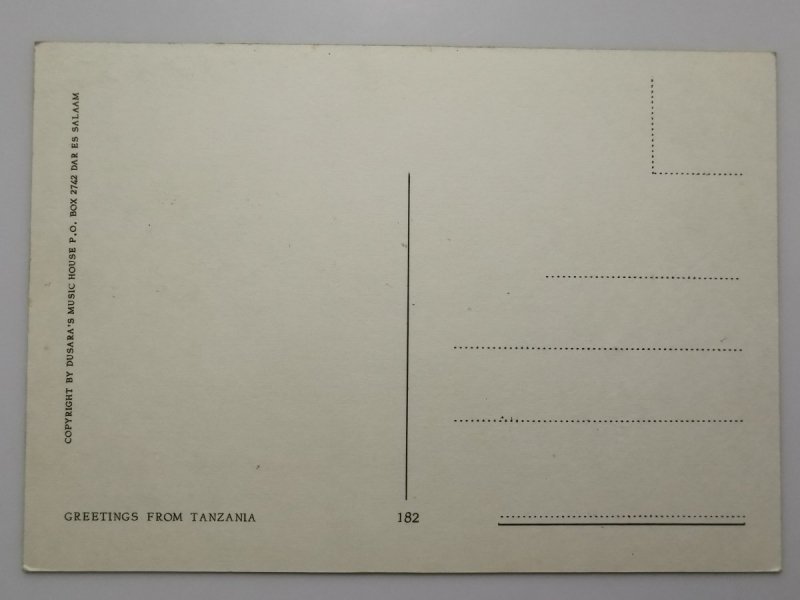 COPYRIGHT BY DUSARA'S MUSIC HOUSE P.O. BOX 2742 DAR ES SALAAM
GREETINGS FROM TANZANIA
182